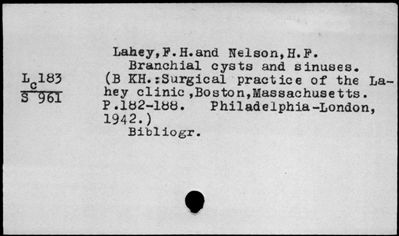 Lahey,F.H.and Nelson,H.F.
Branchial cysts and sinuses.
Lc183
S 961
(B KH.:Surgical practice of the La-
hey clinic,Boston,Massachusetts.
P.182-188. Philadelphia-London,
1942.)
Bibliogr.